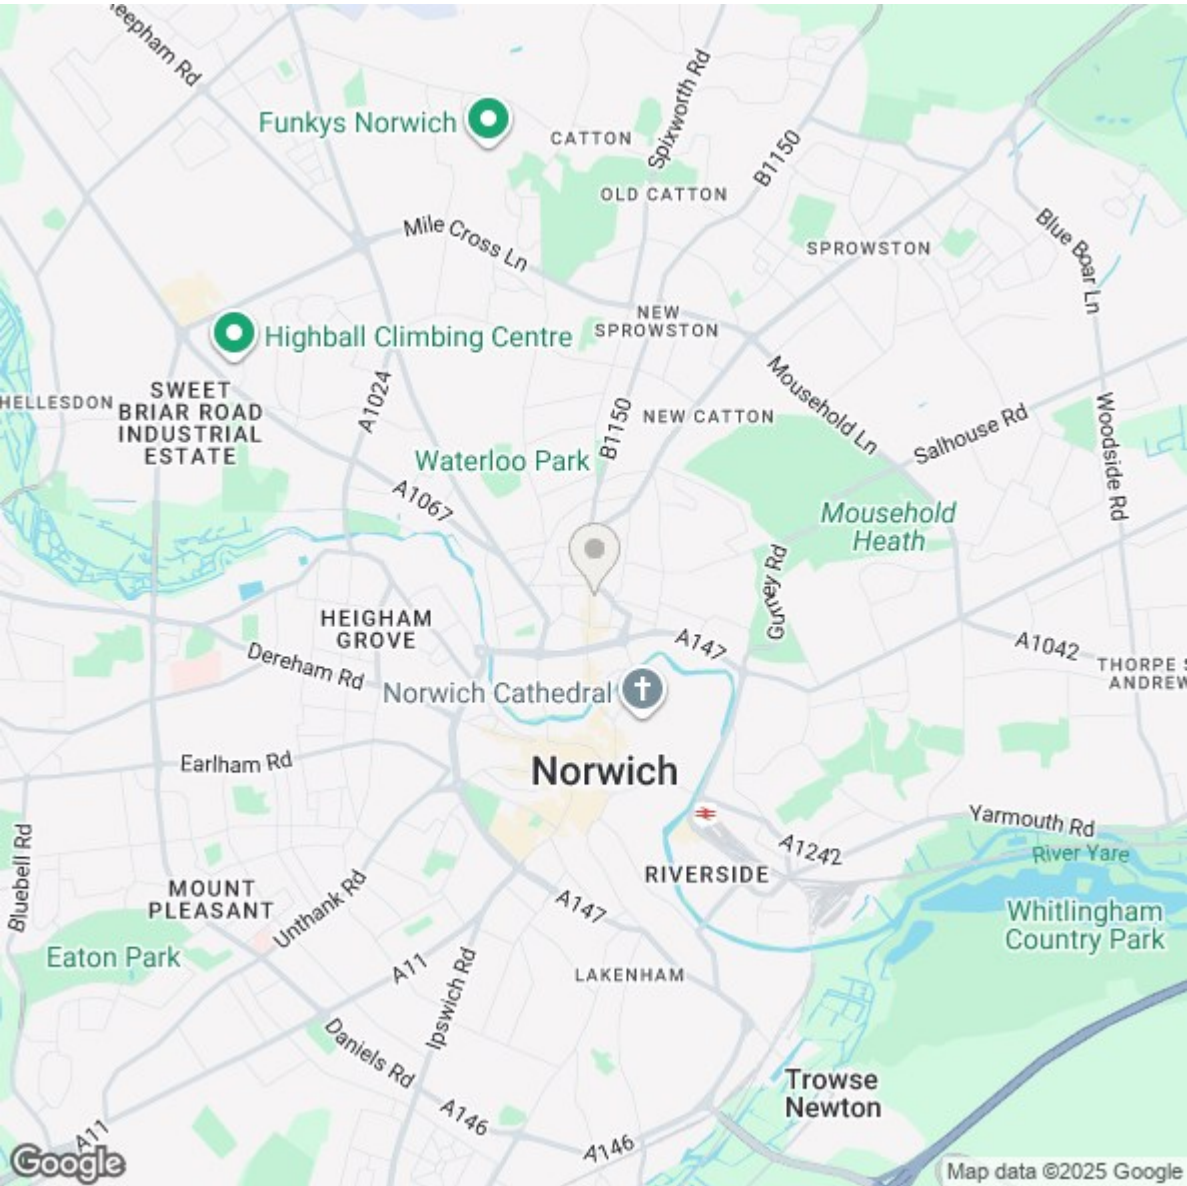 eepham Rd
Funkys Norwich
CATTON
Spixworth Rd
B1150
OLD CATTON
Mile Cross Ln
SPROWSTON
Blue Boar Ln
NEW
SPROWSTON
Highball Climbing Centre
A1024
HELLESDON
SWEET
BRIAR ROAD
INDUSTRIAL
ESTATE
B1150
NEW CATTON
Mousehold Ln
Salhouse Rd
Woodside Rd
Waterloo Park
A1067
Mousehold
Heath
Gurney Rd
HEIGHAM
GROVE
A147
A1042
THORPE S
ANDREW
Dereham Rd
Norwich Cathedral
Earlham Rd
Norwich
Yarmouth Rd
A1242
River Yare
Bluebell Rd
RIVERSIDE
MOUNT
PLEASANT
Unthank Rd
A147
Whitlingham
Country Park
Eaton Park
A11
Ipswich Rd
LAKENHAM
Daniels Rd
Trowse
Newton
A146
A11
A146
Google
Map data ©2025 Google